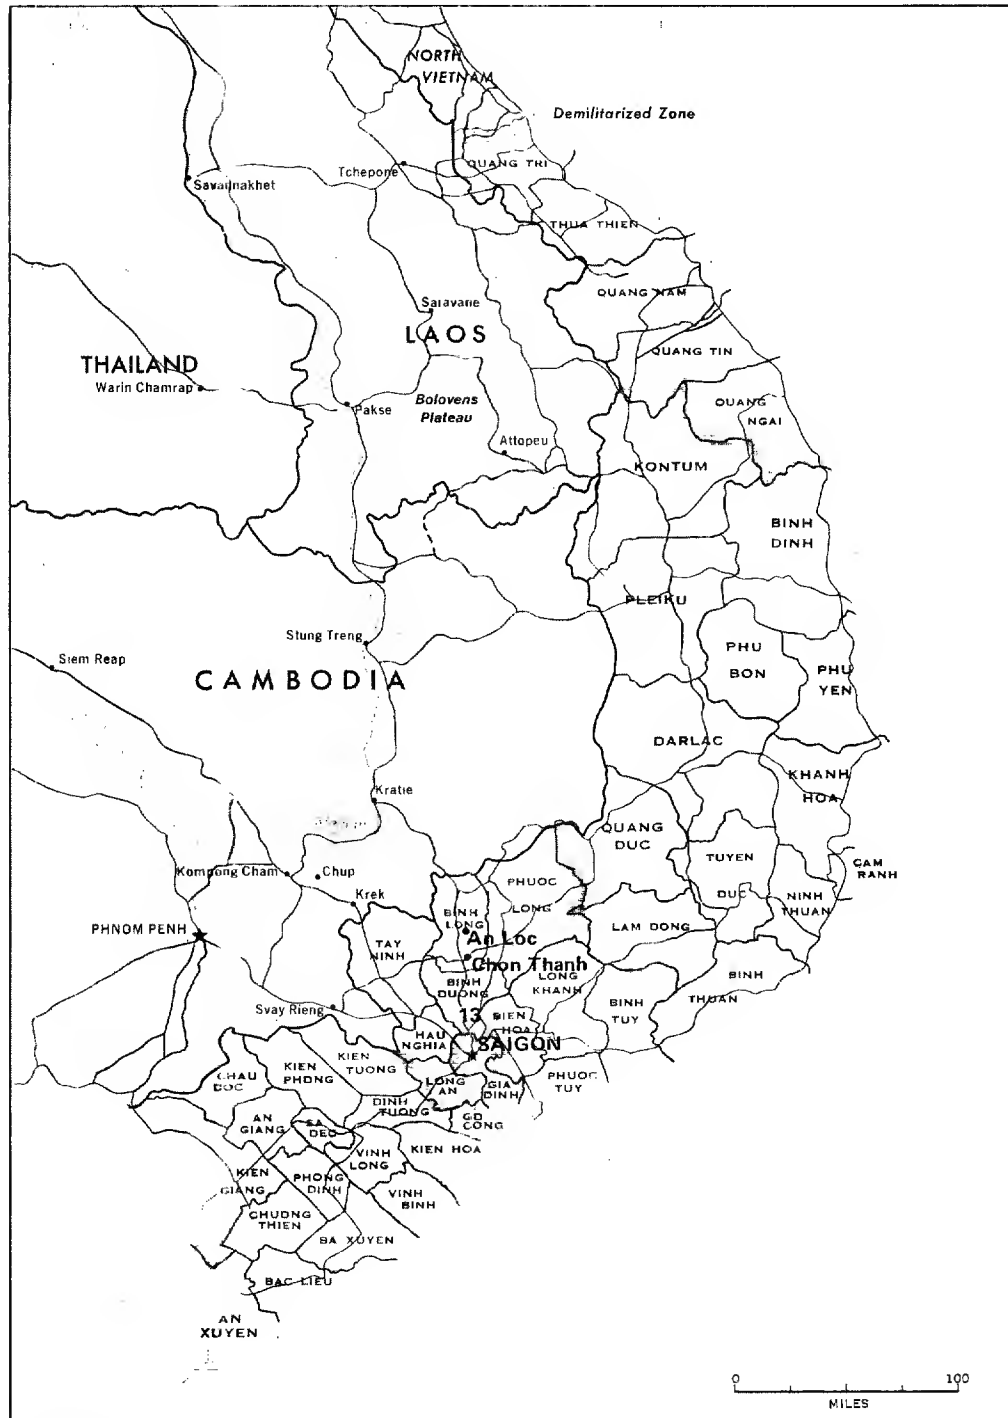 NORTH
VIETNAM
Demilitarized Zone
Tchepone
QUANG TRI
Savannakhet
THUA THIEN
QUANG NAM
Saravane
LAOS
QUANG TIN
THAILAND
Warin Chamrap
Bolovens
Plateau
Pakse
QUANG
NGAI
Attopeu
KONTUM
BINH
DINH
PLEIKU
Stung Treng
Siem Reap
PHU
BON
PHU
YEN
CAMBODIA
DARLAC
KHANH
HOA
Kratie
QUANG
DUC
TUYEN
DUC
CAM
RANH
Kompong Cham
Chup
PHUOC
LONG
NINH
THUAN
Krek
BINH
LONG
PHNOM PENH
An Loc
LAM DONG
TAY
NINH
Chon Thanh
BINH
DUONG
LONG
KHANH
BINH
THUAN
BINH
TUY
Svay Rieng
13
BIEN
HOA
HAU
NGHIA
SAIGON
KIEN
TUONG
KIEN
PHONG
CHAU
DOC
LONG
AN
GIA
DINH
PHUOC
TUY
DINH
TUONG
GO
CONG
AN
GIANG
SA
DEC
KIEN HOA
VINH
LONG
KIEN
GIANG
PHONG
DINH
VINH
BINH
CHUONG
THIEN
BA XUYEN
BAC LIEU
AN
XUYEN
0 100
MILES